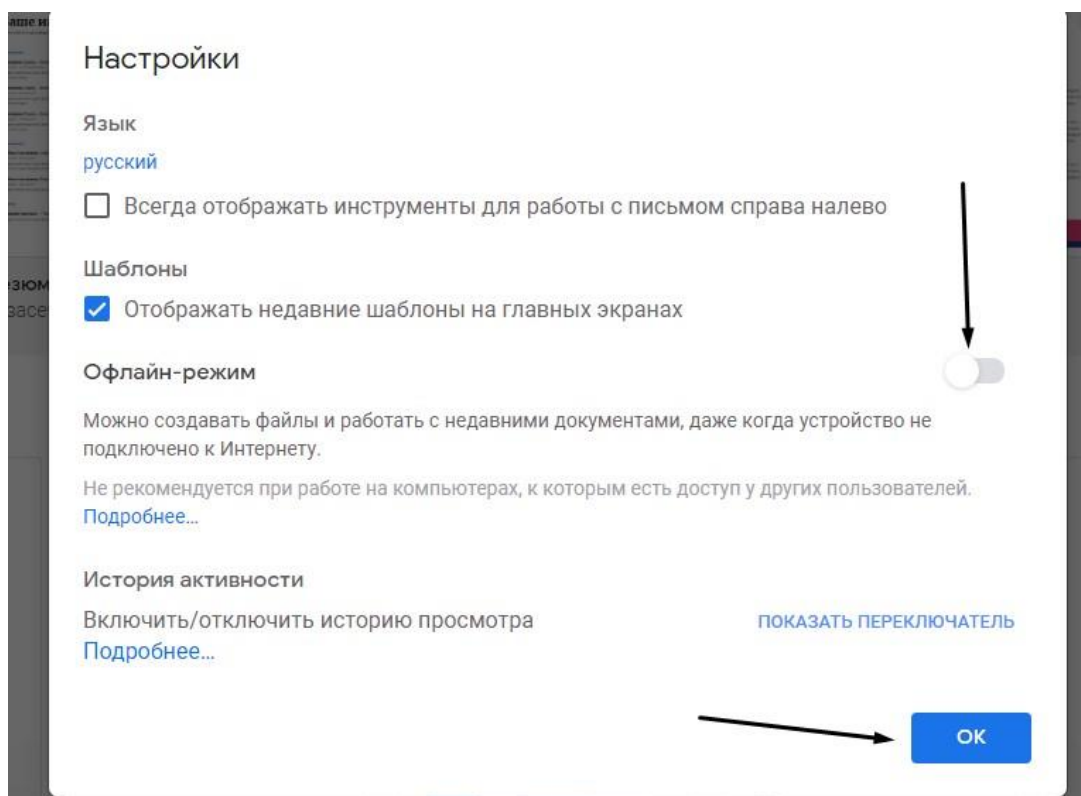 Настройки
Язык
русский
Всегда отображать инструменты для работы с письмом справа налево
Шаблоны
Отображать недавние шаблоны на главных экранах
Офлайн-режим
Можно создавать файлы и работать с недавними документами, даже когда устройство не
подключено к Интернету.
Не рекомендуется при работе на компьютерах, к которым есть доступ у других пользователей.
Подробнее...
История активности
Включить/отключить историю просмотра
ПОКАЗАТЬ ПЕРЕКЛЮЧАТЕЛЬ
Подробнее...
ОК